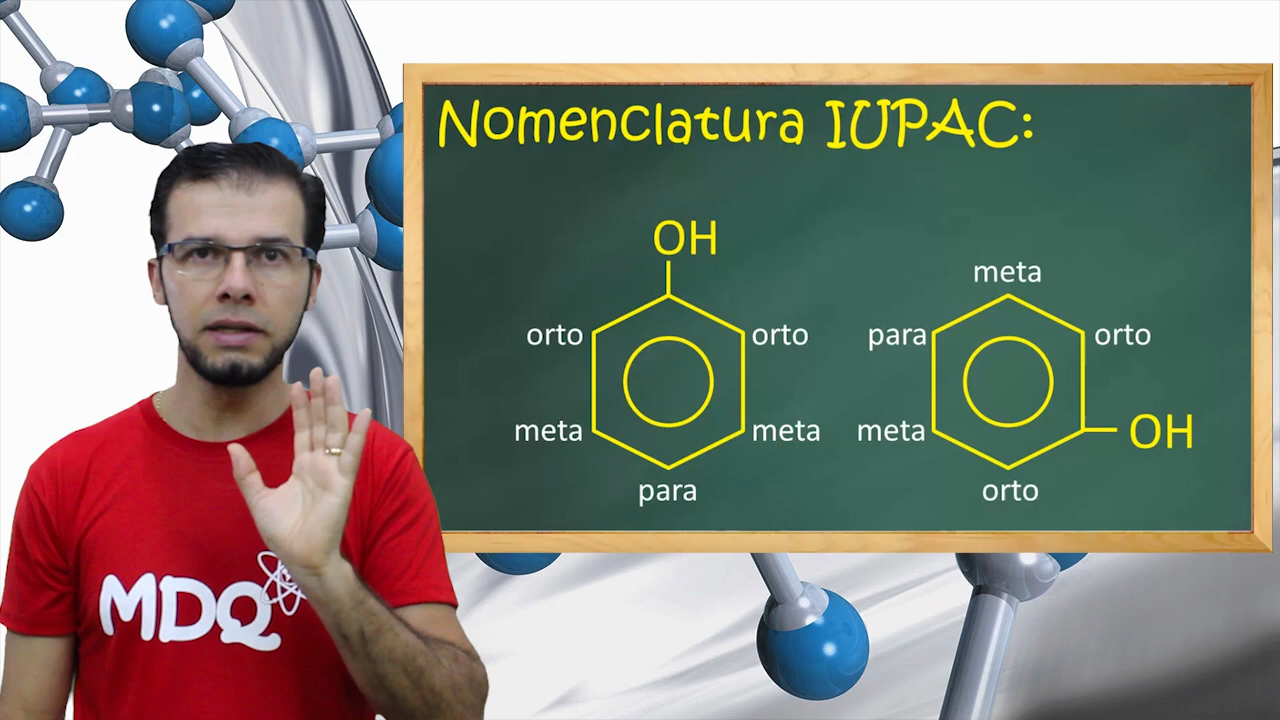 Nomenclatura IUPAC:
OH
orto orto
meta meta
para
meta
para orto
meta OH
orto
MDQ